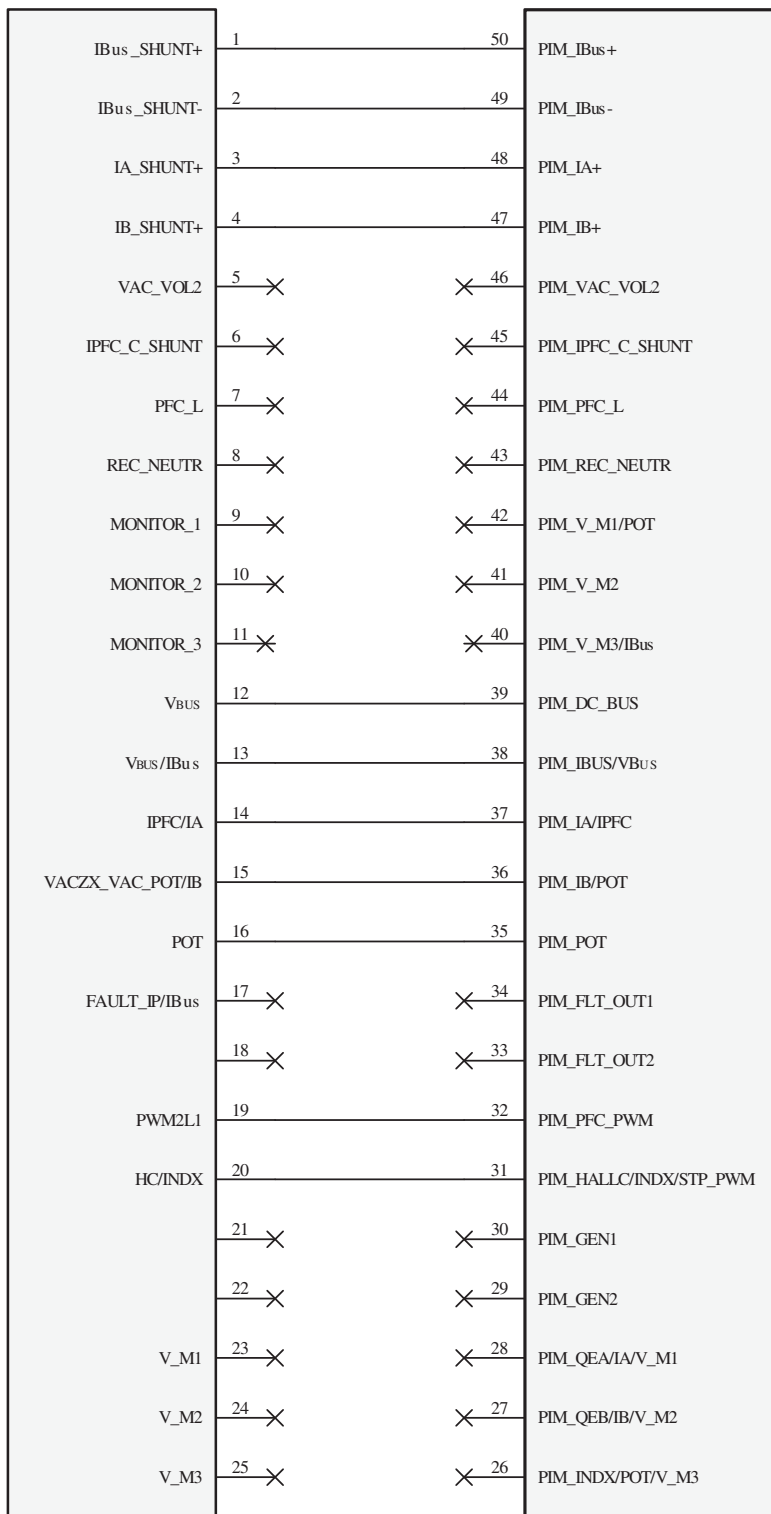 IBus_SHUNT+ 1 50 PIM_IBus+
IBus_SHUNT- 2 49 PIM_IBus-
IA_SHUNT+ 3 48 PIM_IA+
IB_SHUNT+ 4 47 PIM_IB+
VAC_VOL2 5 46 PIM_VAC_VOL2
IPFC_C_SHUNT 6 45 PIM_IPFC_C_SHUNT
PFC_L 7 44 PIM_PFC_L
REC_NEUTR 8 43 PIM_REC_NEUTR
MONITOR_1 9 42 PIM_V_M1/POT
MONITOR_2 10 41 PIM_V_M2
MONITOR_3 11 40 PIM_V_M3/IBus
VBUS 12 39 PIM_DC_BUS
VBUS/IBus 13 38 PIM_IBUS/VBUS
IPFC/IA 14 37 PIM_IA/IPFC
VACZX_VAC_POT/IB 15 36 PIM_IB/POT
POT 16 35 PIM_POT
FAULT_IP/IBus 17 34 PIM_FLT_OUT1
18 33 PIM_FLT_OUT2
PWM2L1 19 32 PIM_PFC_PWM
HC/INDX 20 31 PIM_HALLC/INDX/STP_PWM
21 30 PIM_GEN1
22 29 PIM_GEN2
V_M1 23 28 PIM_QEA/IA/V_M1
V_M2 24 27 PIM_QEB/IB/V_M2
V_M3 25 26 PIM_INDX/POT/V_M3